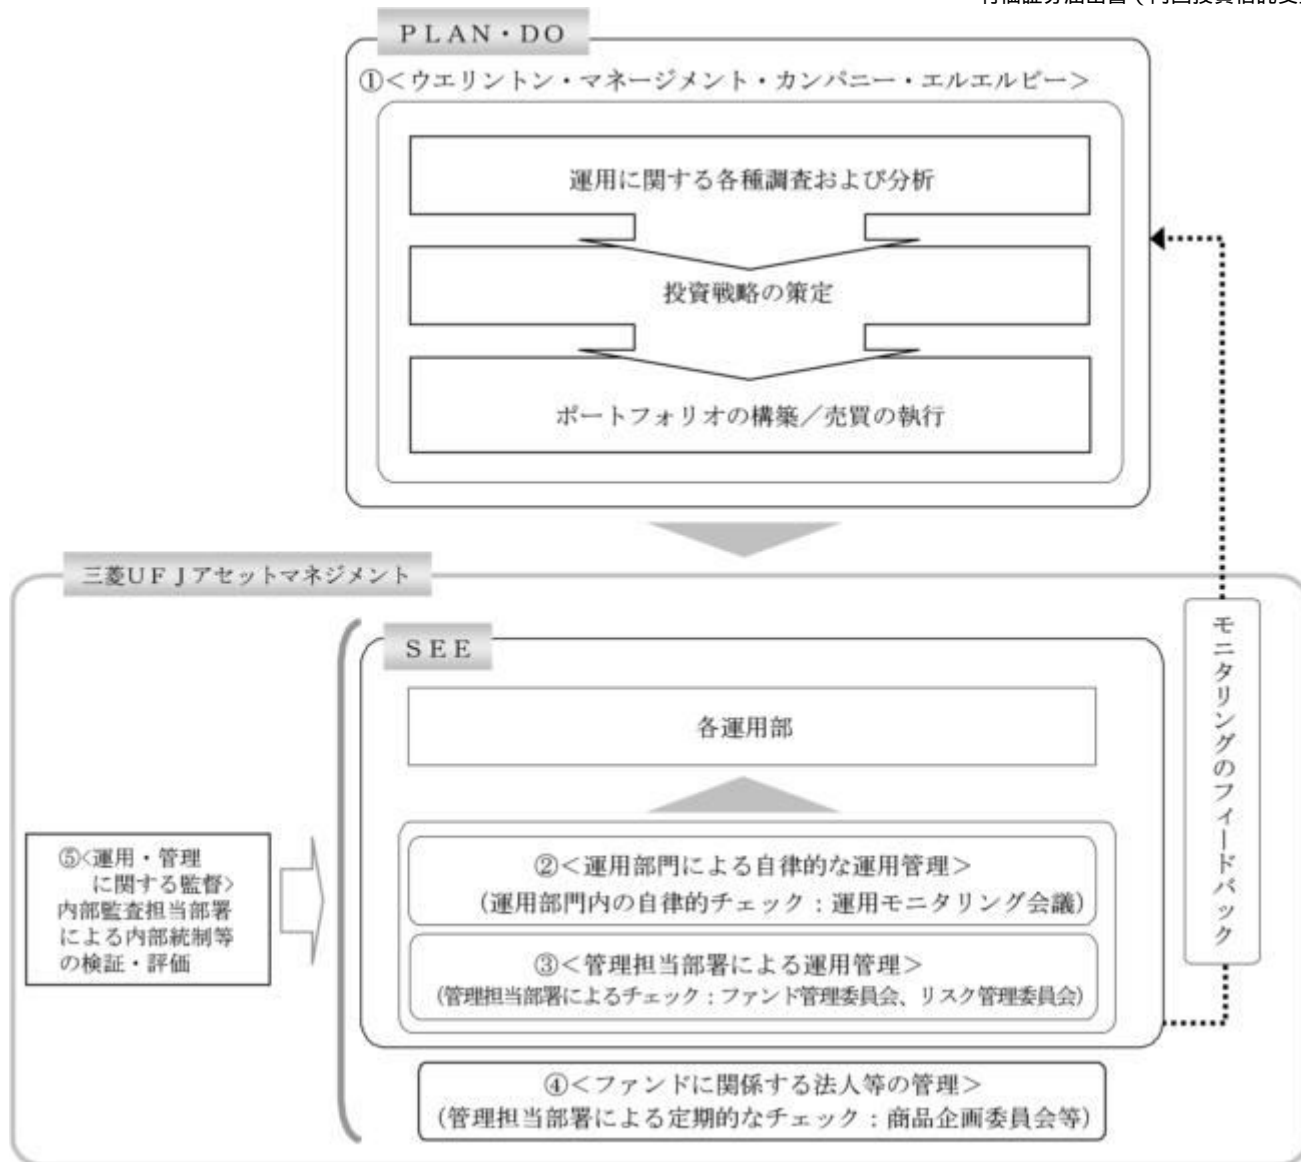 PLAN・DO
①<ウエリントン・マネージメント・カンパニー・エルエルピー>
運用に関する各種調査および分析
投資戦略の策定
ポートフォリオの構築／売買の執行
三菱UFJアセットマネジメント
SEE
各運用部
②<運用部門による自律的な運用管理>
(運用部門内の自律的チェック：運用モニタリング会議)
③<管理担当部署による運用管理>
(管理担当部署によるチェック：ファンド管理委員会、リスク管理委員会)
④<ファンドに関係する法人等の管理>
(管理担当部署による定期的なチェック：商品企画委員会等)
⑤<運用・管理
に関する監督>
内部監査担当部署
による内部統制等
の検証・評価
モニタリングのフィードバック